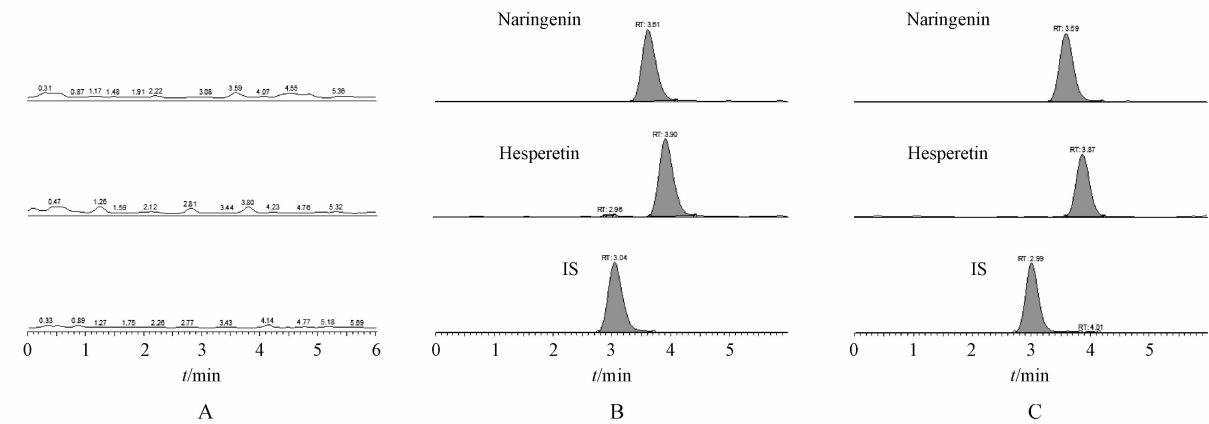 0.31 0.87 1.17 1.48 1.91 2.22 3.08 3.59 4.07 4.55 5.36
0.47 1.26 1.59 2.12 2.81 3.44 3.80 4.23 4.76 5.32
0.33 0.89 1.27 1.75 2.26 2.77 3.43 4.14 4.77 5.18 5.69
0 1 2 3 4 5 6
t/min
A
Naringenin
RT: 3.61
Hesperetin
RT: 3.90
RT: 2.96
IS
RT: 3.04
0 1 2 3 4 5
t/min
B
Naringenin
RT: 3.59
Hesperetin
RT: 3.87
IS
RT: 2.99
RT: 4.01
0 1 2 3 4 5
t/min
C